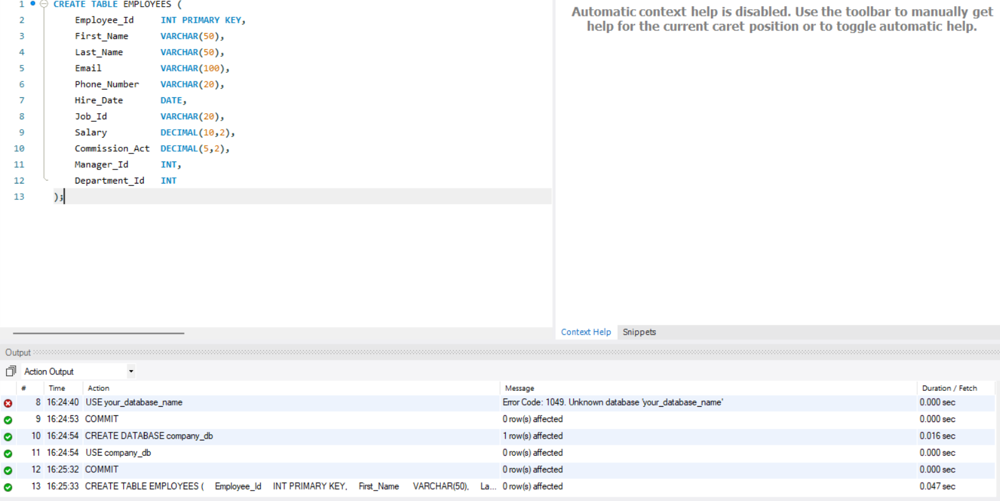 1 CREATE TABLE EMPLOYEES (
2 Employee_Id INT PRIMARY KEY,
3 First_Name VARCHAR(50),
4 Last_Name VARCHAR(50),
5 Email VARCHAR(100),
6 Phone_Number VARCHAR(20),
7 Hire_Date DATE,
8 Job_Id VARCHAR(20),
9 Salary DECIMAL(10,2),
10 Commission_Act DECIMAL(5,2),
11 Manager_Id INT,
12 Department_Id INT
13 );
Automatic context help is disabled. Use the toolbar to manually get
help for the current caret position or to toggle automatic help.
Context Help Snippets
Output
Action Output
# Time Action Message Duration / Fetch
8 16:24:40 USE your_database_name Error Code: 1049. Unknown database 'your_database_name' 0.000 sec
9 16:24:53 COMMIT 0 row(s) affected 0.000 sec
10 16:24:54 CREATE DATABASE company_db 1 row(s) affected 0.016 sec
11 16:24:54 USE company_db 0 row(s) affected 0.000 sec
12 16:25:32 COMMIT 0 row(s) affected 0.000 sec
13 16:25:33 CREATE TABLE EMPLOYEES ( Employee_Id INT PRIMARY KEY, First_Name VARCHAR(50), La... 0 row(s) affected 0.047 sec